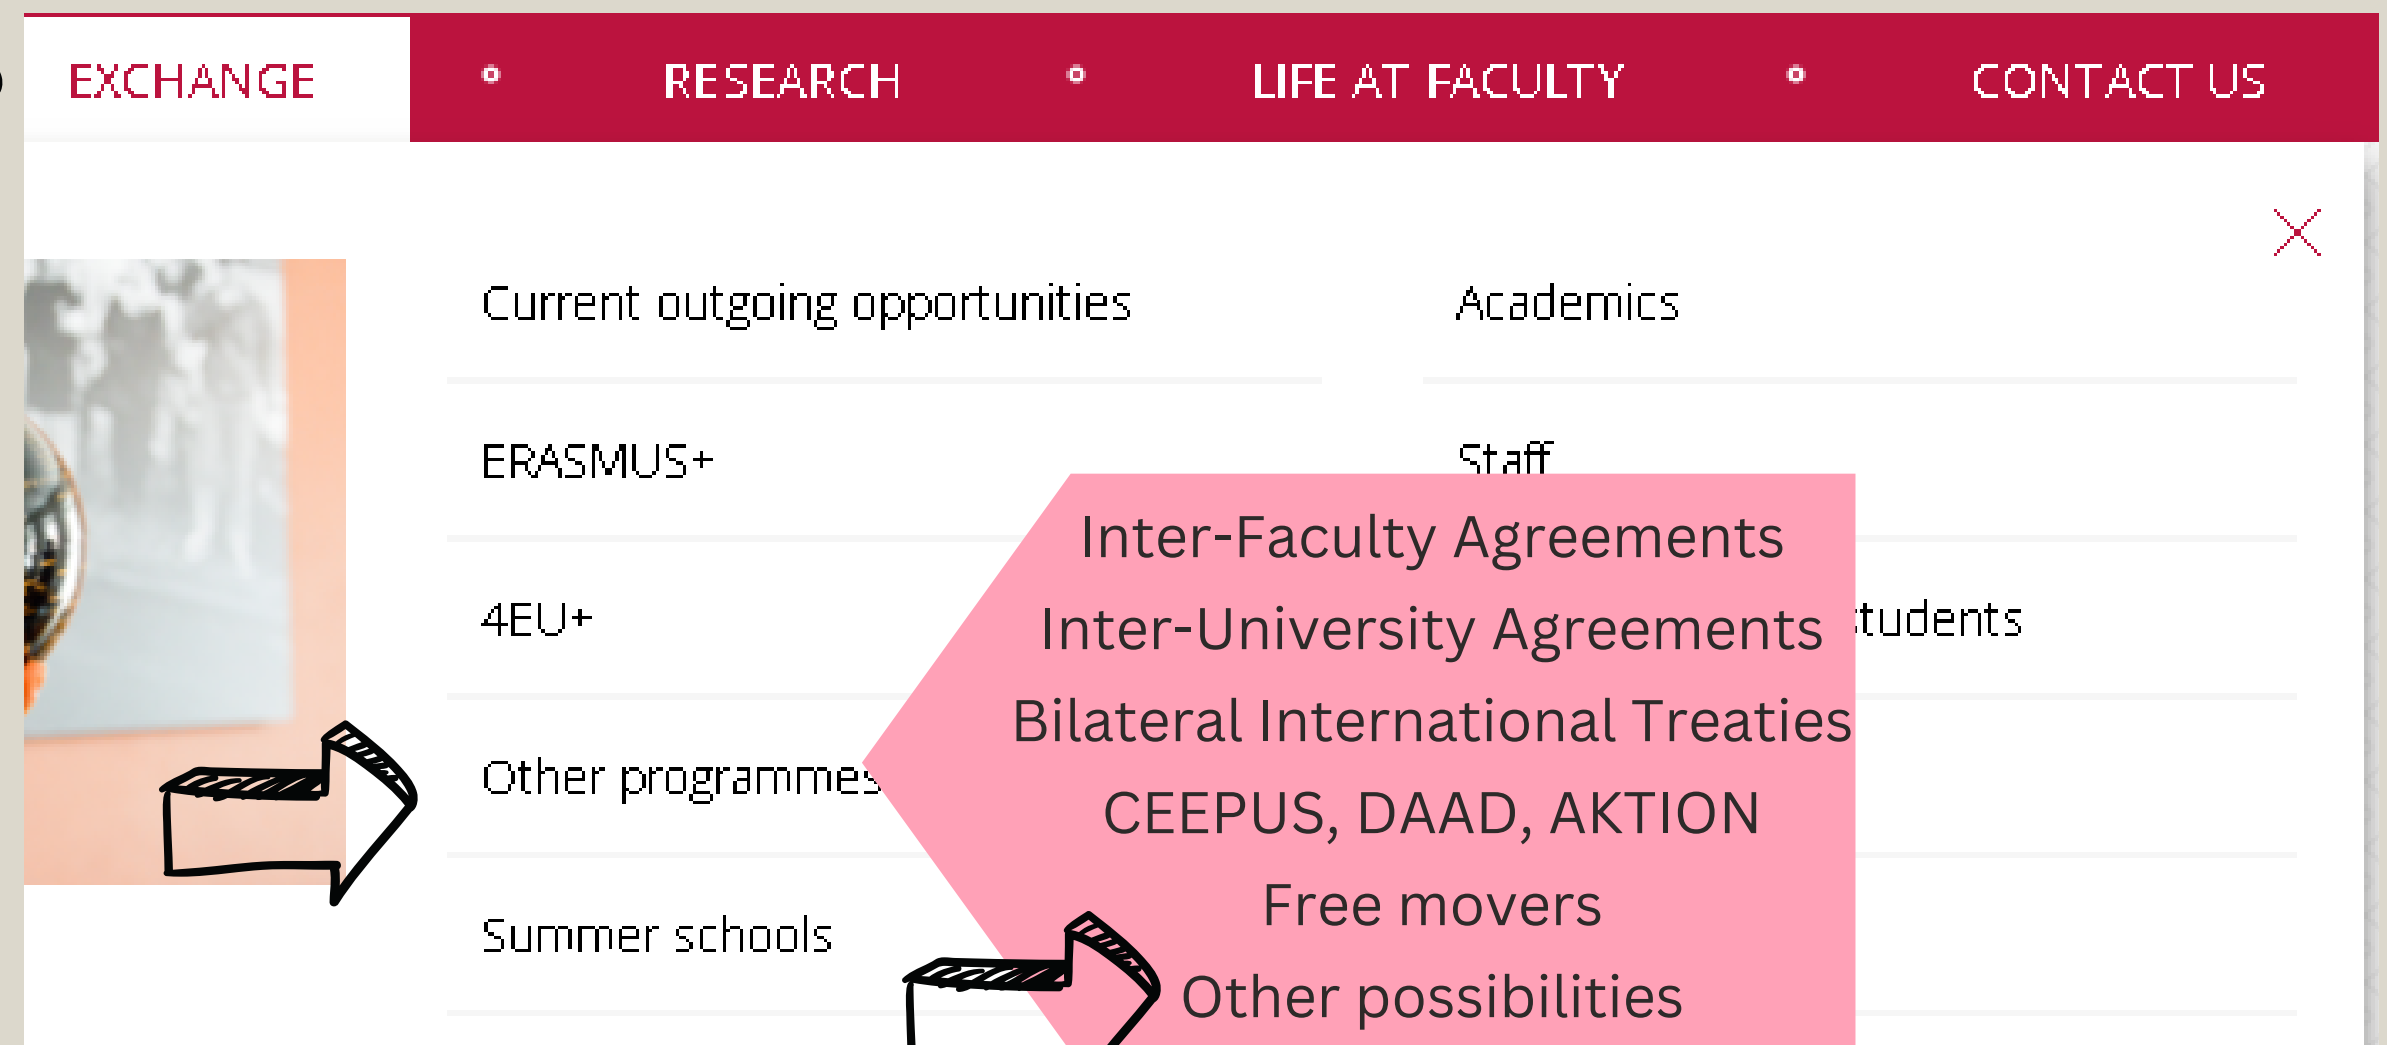 EXCHANGE RESEARCH LIFE AT FACULTY CONTACT US
Current outgoing opportunities
ERASMUS+
4EU+
Other programmes
Summer schools
Academics
Staff
students
Inter-Faculty Agreements
Inter-University Agreements
Bilateral International Treaties
CEEPUS, DAAD, AKTION
Free movers
Other possibilities